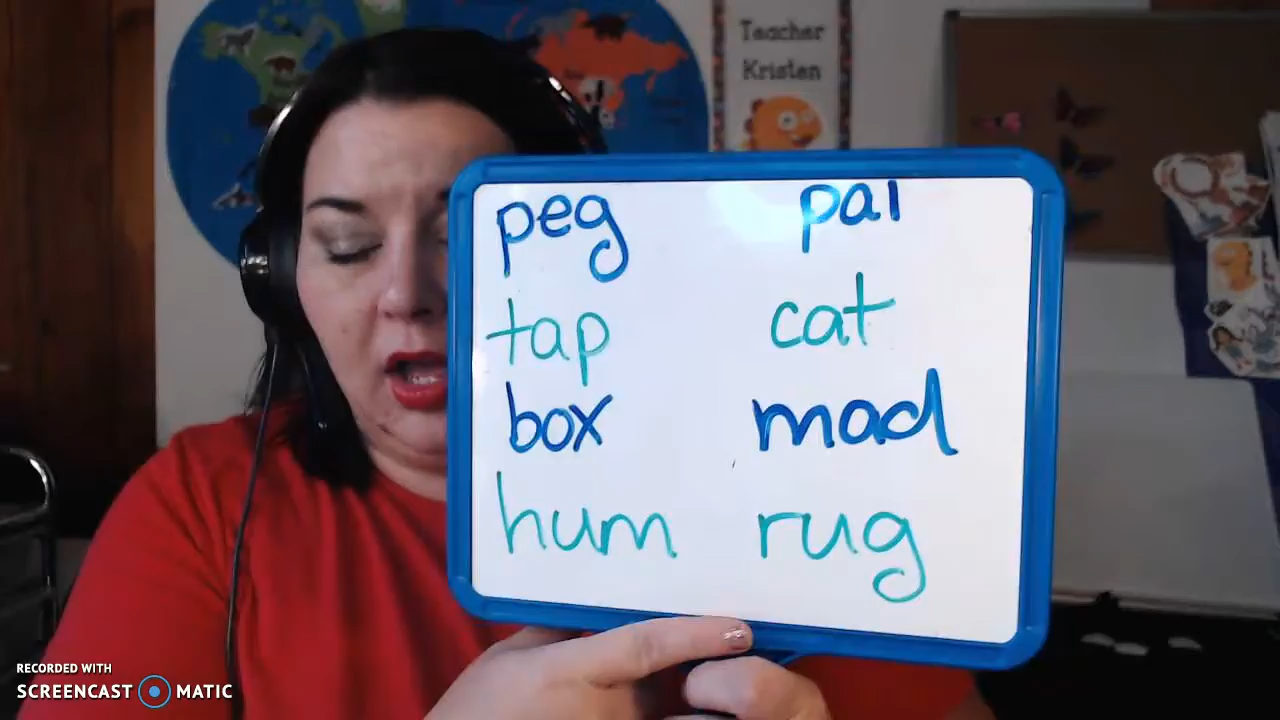 Teacher
Kristen
peg pal
tap cat
box mad
hum rug
RECORDED WITH
SCREENCAST MATIC